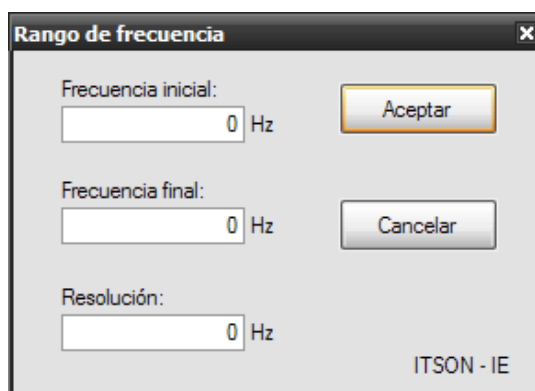 Rango de frecuencia
Frecuencia inicial:
0 Hz
Aceptar
Frecuencia final:
0 Hz
Cancelar
Resolución:
0 Hz
ITSON - IE